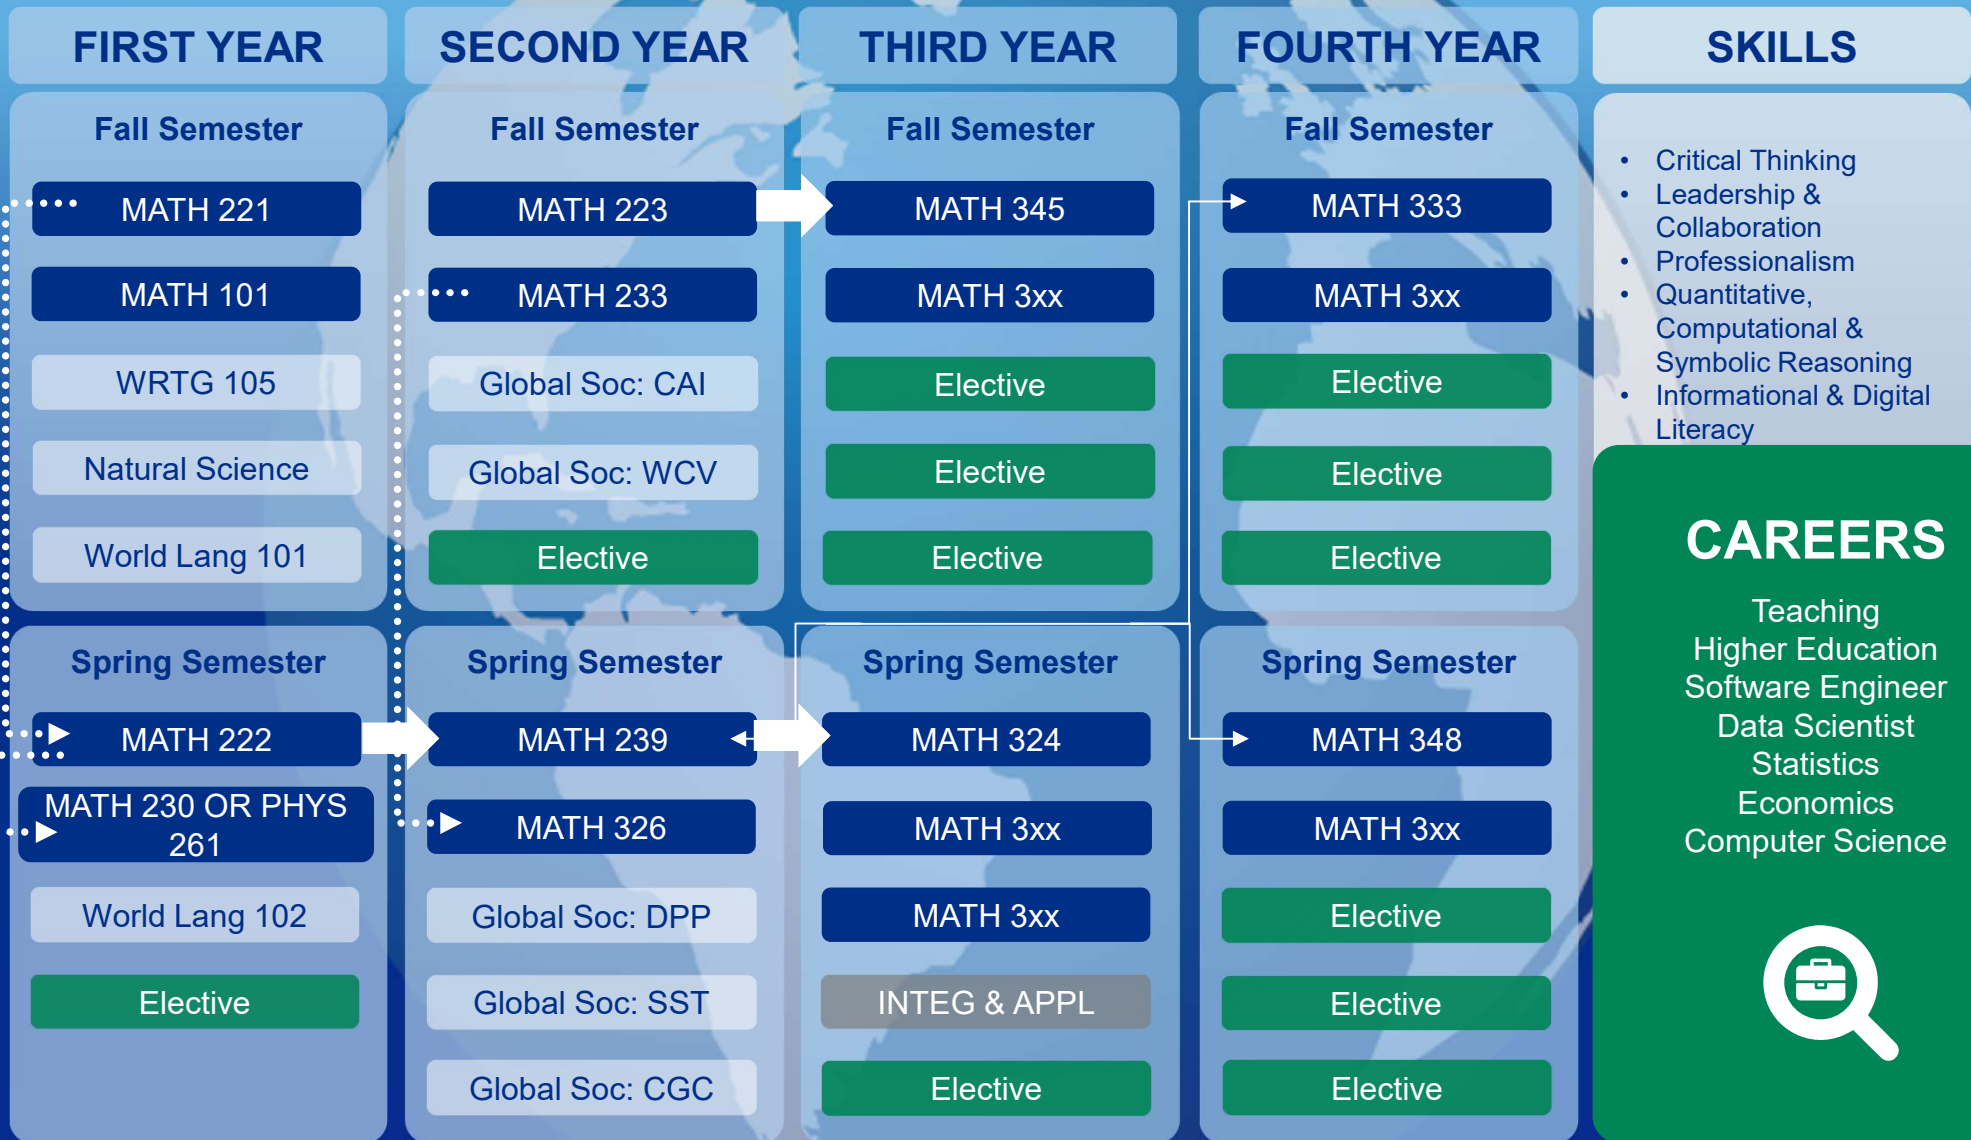 FIRST YEAR
Fall Semester
MATH 221
MATH 101
WRTG 105
Natural Science
World Lang 101
Spring Semester
MATH 222
MATH 230 OR PHYS
261
World Lang 102
Elective
SECOND YEAR
Fall Semester
MATH 223
MATH 233
Global Soc: CAI
Global Soc: WCV
Elective
Spring Semester
MATH 239
MATH 326
Global Soc: DPP
Global Soc: SST
Global Soc: CGC
THIRD YEAR
Fall Semester
MATH 345
MATH 3xx
Elective
Elective
Elective
Spring Semester
MATH 324
MATH 3xx
MATH 3xx
INTEG & APPL
Elective
FOURTH YEAR
Fall Semester
MATH 333
MATH 3xx
Elective
Elective
Elective
Spring Semester
MATH 348
MATH 3xx
Elective
Elective
Elective
SKILLS
• Critical Thinking
• Leadership &
Collaboration
• Professionalism
• Quantitative,
Computational &
Symbolic Reasoning
• Informational & Digital
Literacy
CAREERS
Teaching
Higher Education
Software Engineer
Data Scientist
Statistics
Economics
Computer Science